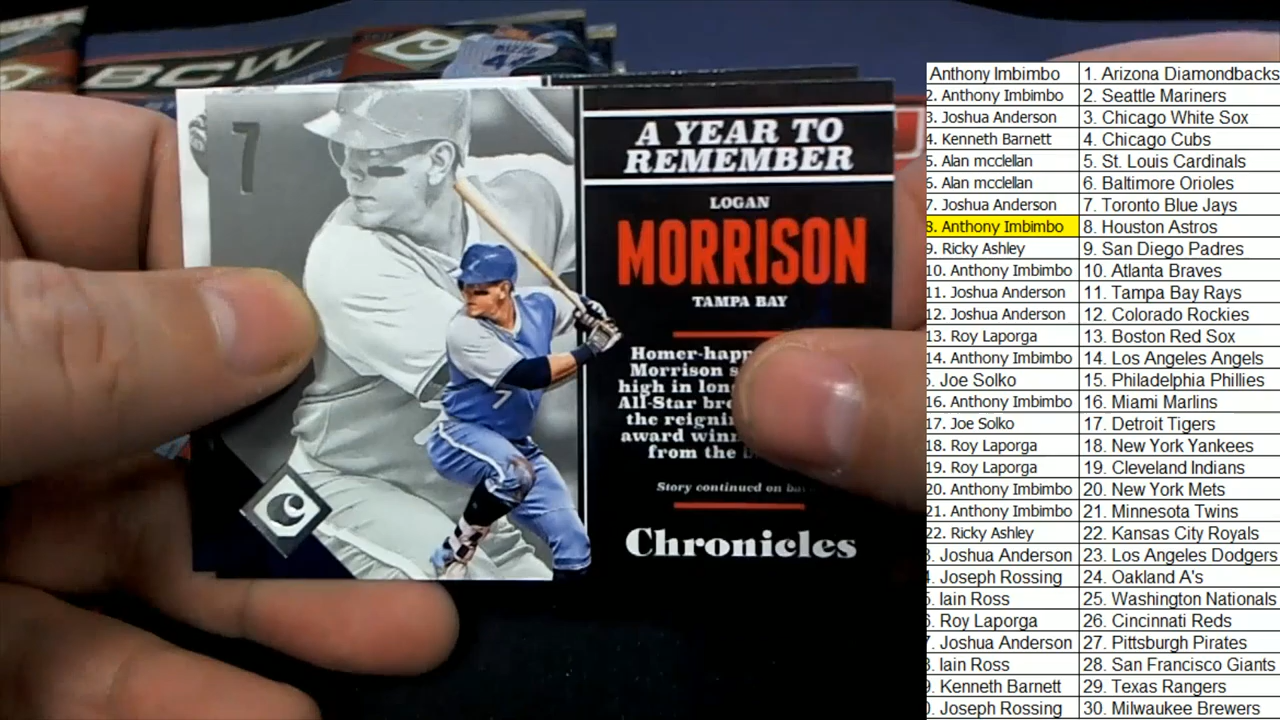 BCW
7
A YEAR TO
REMEMBER
LOGAN
MORRISON
TAMPA BAY
Homer-happ
Morrison s
high in lon
All-Star bre
the reignin
award winn
from the
Story continued on ba
Chronicles
7
Anthony Imbimbo 1. Arizona Diamondbacks
2. Anthony Imbimbo 2. Seattle Mariners
3. Joshua Anderson 3. Chicago White Sox
4. Kenneth Barnett 4. Chicago Cubs
5. Alan mcclellan 5. St. Louis Cardinals
6. Alan mcclellan 6. Baltimore Orioles
7. Joshua Anderson 7. Toronto Blue Jays
8. Anthony Imbimbo 8. Houston Astros
9. Ricky Ashley 9. San Diego Padres
10. Anthony Imbimbo 10. Atlanta Braves
11. Joshua Anderson 11. Tampa Bay Rays
12. Joshua Anderson 12. Colorado Rockies
13. Roy Laporga 13. Boston Red Sox
14. Anthony Imbimbo 14. Los Angeles Angels
5. Joe Solko 15. Philadelphia Phillies
16. Anthony Imbimbo 16. Miami Marlins
17. Joe Solko 17. Detroit Tigers
18. Roy Laporga 18. New York Yankees
19. Roy Laporga 19. Cleveland Indians
20. Anthony Imbimbo 20. New York Mets
21. Anthony Imbimbo 21. Minnesota Twins
22. Ricky Ashley 22. Kansas City Royals
3. Joshua Anderson 23. Los Angeles Dodgers
4. Joseph Rossing 24. Oakland A's
5. Iain Ross 25. Washington Nationals
6. Roy Laporga 26. Cincinnati Reds
7. Joshua Anderson 27. Pittsburgh Pirates
8. Iain Ross 28. San Francisco Giants
9. Kenneth Barnett 29. Texas Rangers
0. Joseph Rossing 30. Milwaukee Brewers